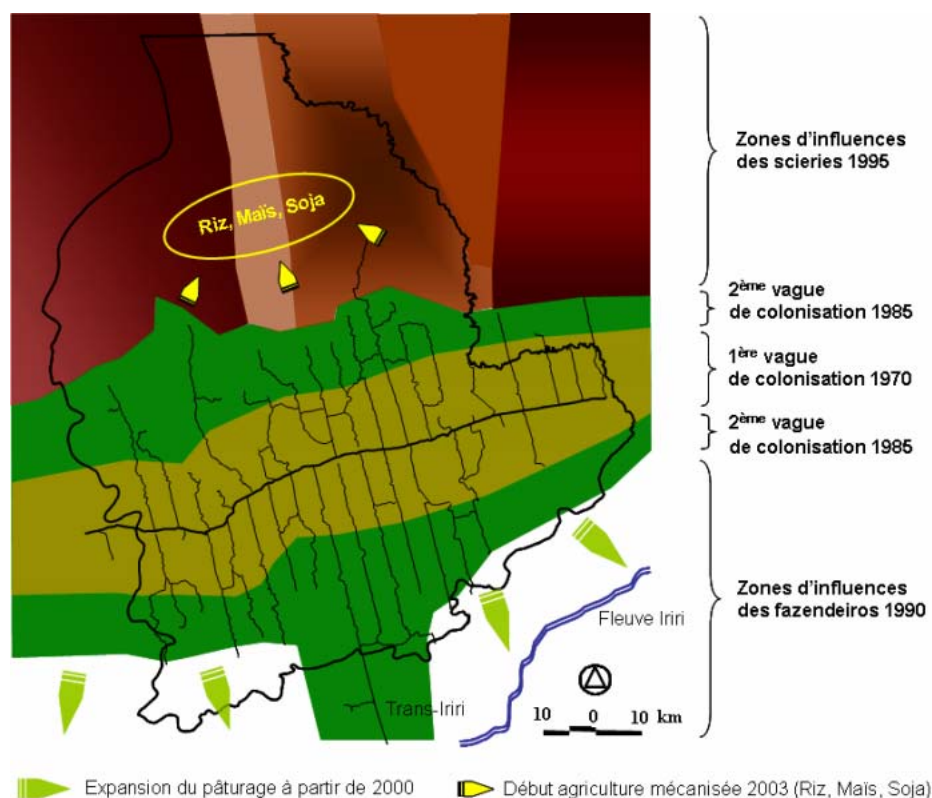 Zones d'influences
des scieries 1995
Riz, Maïs, Soja
2ème vague
de colonisation 1985
1ère vague
de colonisation 1970
2ème vague
de colonisation 1985
Zones d'influences
des fazendeiros 1990
Fleuve Iriri
Trans-Iriri
10 0 10 km
Expansion du pâturage à partir de 2000
Début agriculture mécanisée 2003 (Riz, Maïs, Soja)